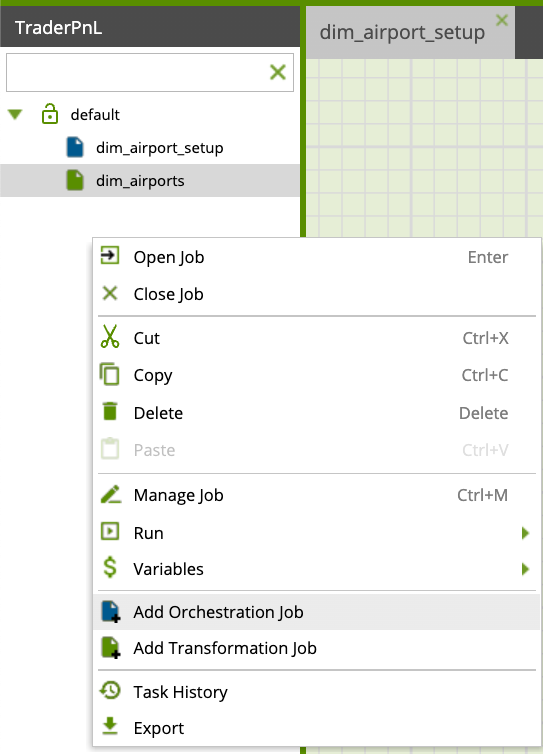 TraderPnL
dim_airport_setup
default
dim_airport_setup
dim_airports
Open Job Enter
Close Job
Cut Ctrl+X
Copy Ctrl+C
Delete Delete
Paste Ctrl+V
Manage Job Ctrl+M
Run
Variables
Add Orchestration Job
Add Transformation Job
Task History
Export